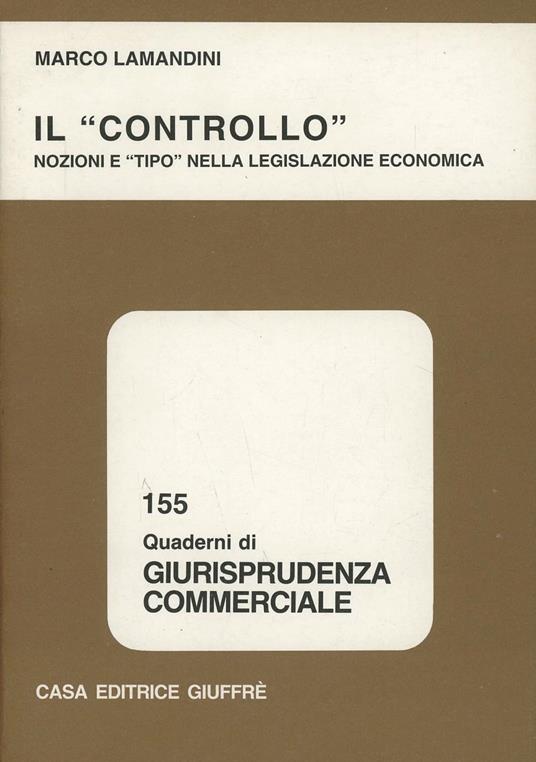 MARCO LAMANDINI
IL “CONTROLLO”
NOZIONI E “TIPO” NELLA LEGISLAZIONE ECONOMICA
155
Quaderni di
GIURISPRUDENZA
COMMERCIALE
CASA EDITRICE GIUFFRÈ